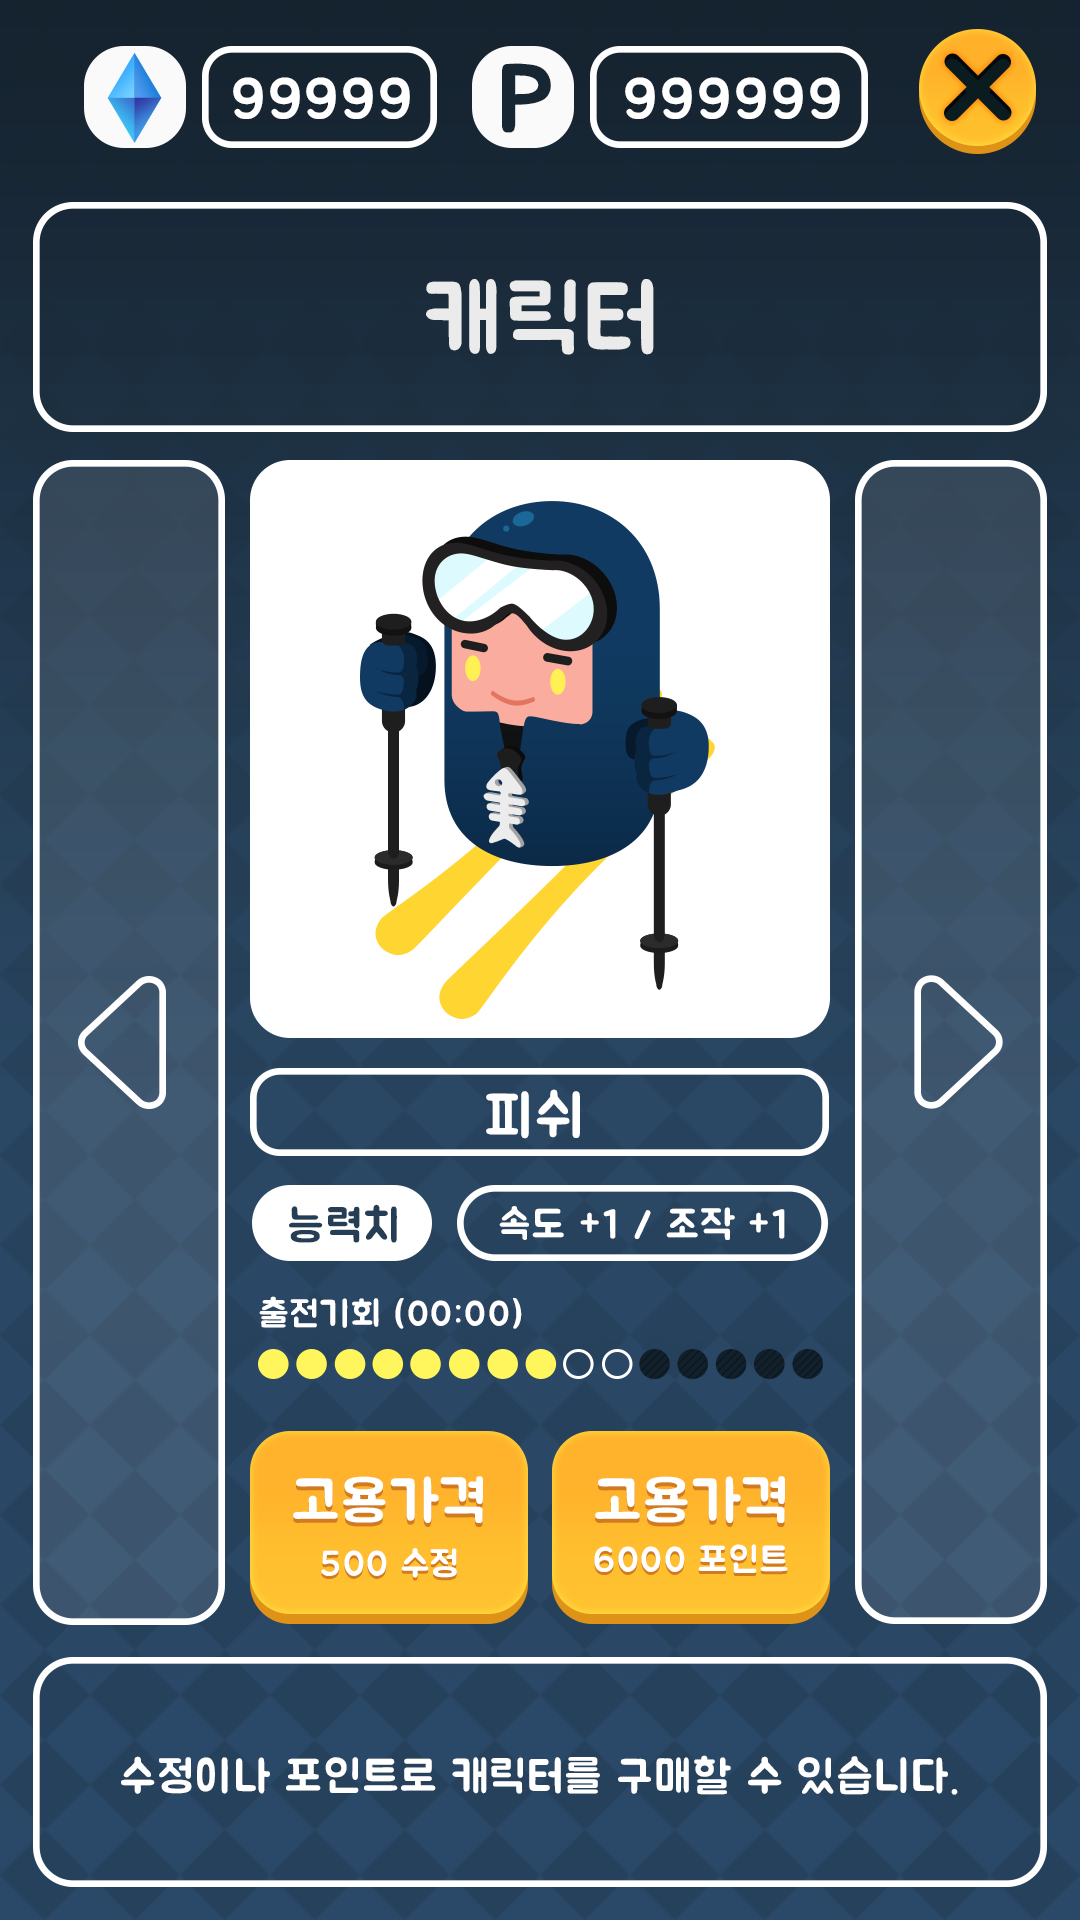 99999 P 999999
캐릭터
피쉬
능력치 속도 +1 / 조작 +1
출전기회 (00:00)
고용가격 고용가격
500 수정 6000 포인트
수정이나 포인트로 캐릭터를 구매할 수 있습니다.